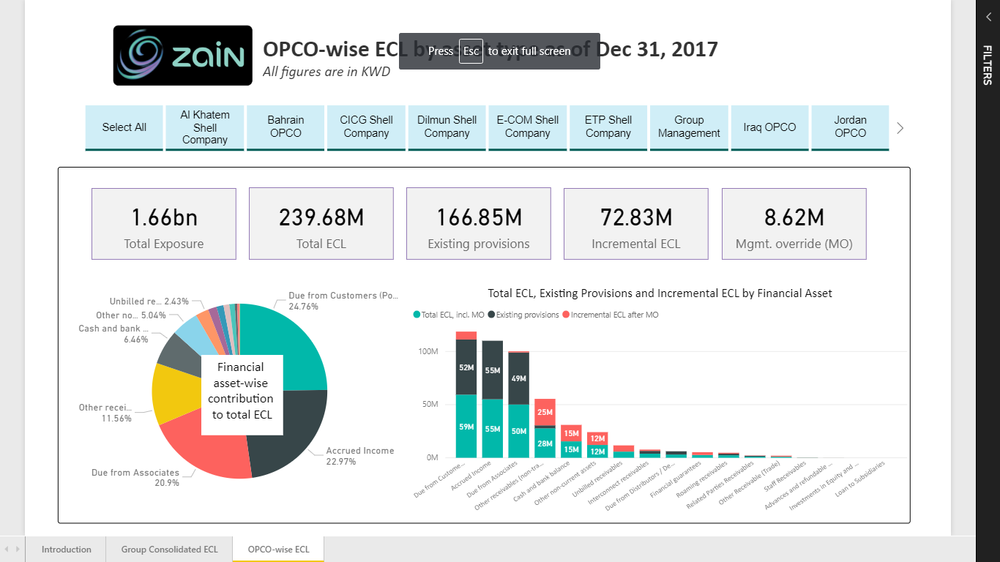 zain
OPCO-wise ECL by asset type as of Dec 31, 2017
Press Esc to exit full screen
All figures are in KWD
FILTERS
Select All
Al Khatem
Shell
Company
Bahrain
OPCO
CICG Shell
Company
Dilmun Shell
Company
E-COM Shell
Company
ETP Shell
Company
Group
Management
Iraq OPCO
Jordan
OPCO
1.66bn
Total Exposure
239.68M
Total ECL
166.85M
Existing provisions
72.83M
Incremental ECL
8.62M
Mgmt. override (MO)
Unbilled re... 2.43%
Other no... 5.04%
Cash and bank ...
6.46%
Other recei...
11.56%
Due from Associates
20.9%
Due from Customers (Po...
24.76%
Accrued Income
22.97%
Financial
asset-wise
contribution
to total ECL
Total ECL, Existing Provisions and Incremental ECL by Financial Asset
Total ECL, incl. MO Existing provisions Incremental ECL after MO
100M
50M
0M
52M
59M
55M
55M
49M
50M
25M
28M
15M
15M
12M
12M
Due from Custome...
Accrued Income
Due from Associates
Other receivables (non-tra...
Cash and bank balance
Other non-current assets
Unbilled receivables
Interconnect receivables
Due from Distributors / De...
Financial guarantees
Roaming receivables
Related Parties Receivables
Other Receivable (Trade)
Staff Receivables
Advances and refundable ...
Investments in Equity and ...
Loan to Subsidiaries
Introduction
Group Consolidated ECL
OPCO-wise ECL